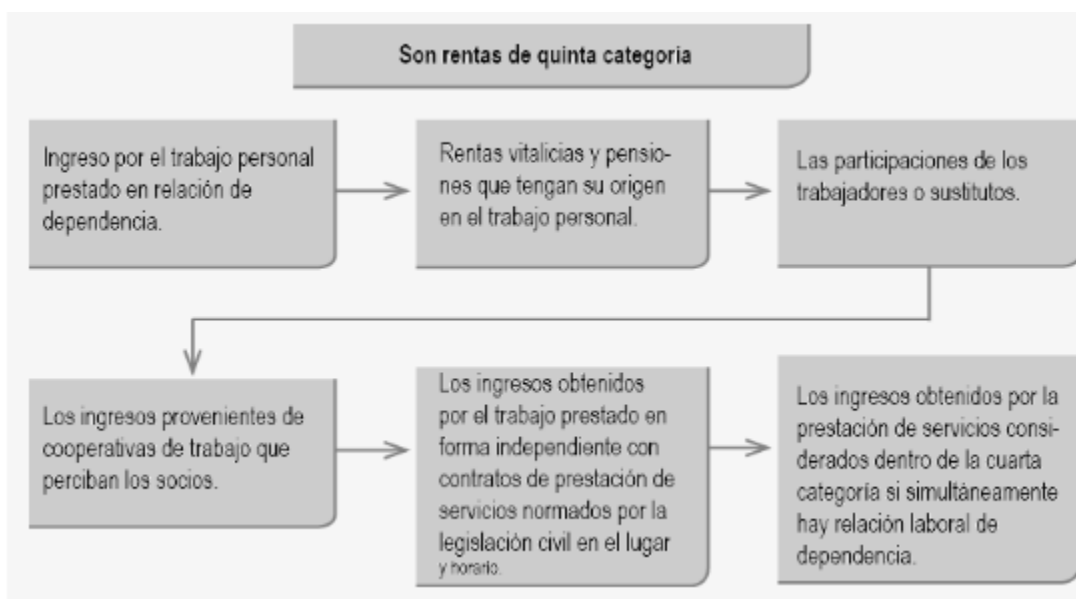 Son rentas de quinta categoria
Ingreso por el trabajo personal
prestado en relación de
dependencia.
Rentas vitalicias y pensio-
nes que tengan su origen
en el trabajo personal.
Las participaciones de los
trabajadores o sustitutos.
Los ingresos provenientes de
cooperativas de trabajo que
perciban los socios.
Los ingresos obtenidos
por el trabajo prestado en
forma independiente con
contratos de prestación de
servicios normados por la
legislación civil en el lugar
y horario.
Los ingresos obtenidos por la
prestación de servicios consi-
derados dentro de la cuarta
categoría si simultáneamente
hay relación laboral de
dependencia.